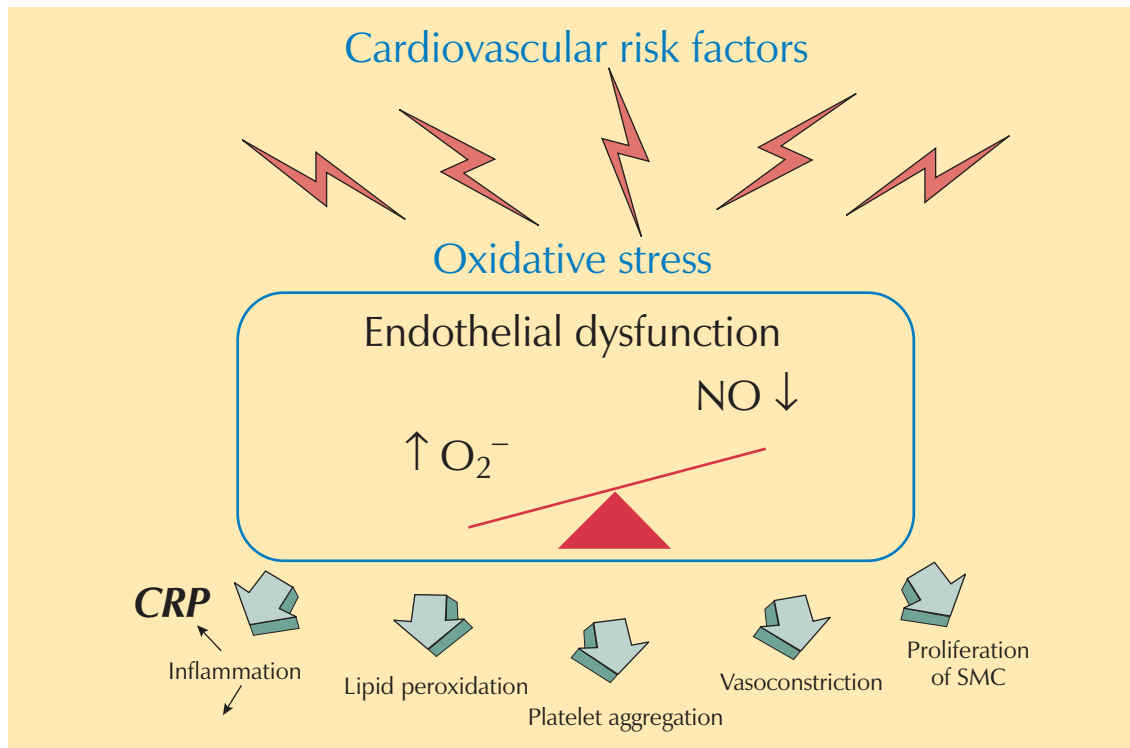 Cardiovascular risk factors
Oxidative stress
Endothelial dysfunction
NO ↓
↑ O₂⁻
CRP
Inflammation
Lipid peroxidation
Platelet aggregation
Vasoconstriction
Proliferation
of SMC